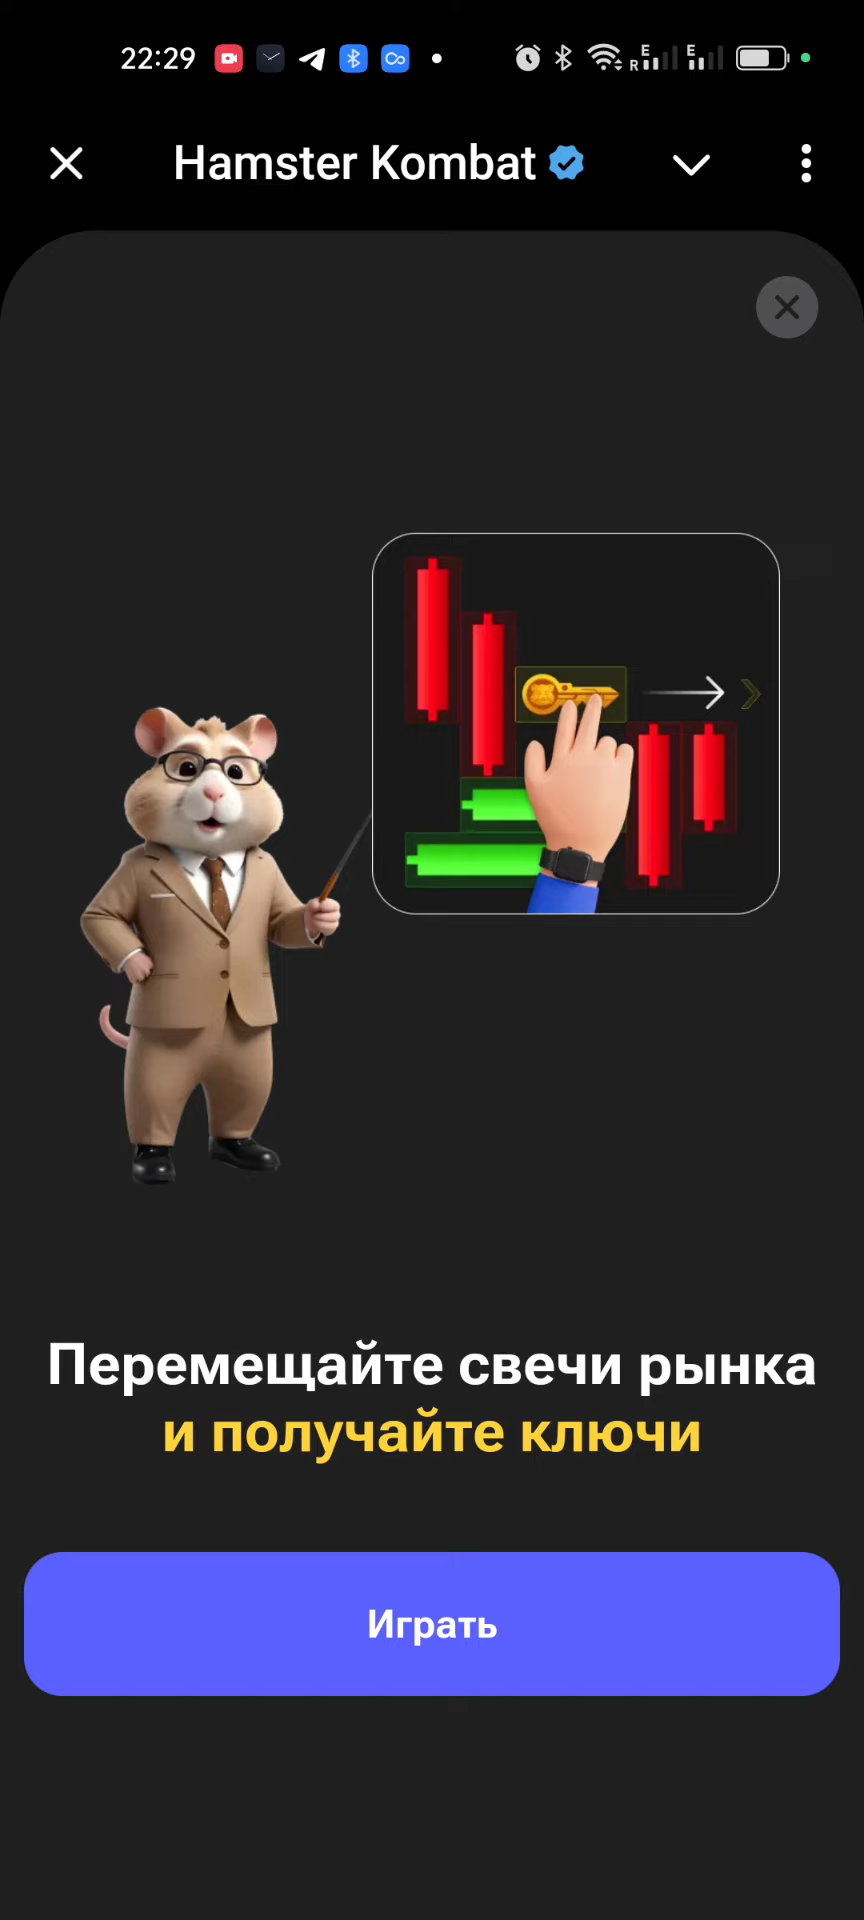 22:29
Hamster Kombat
Перемещайте свечи рынка
и получайте ключи
Играть